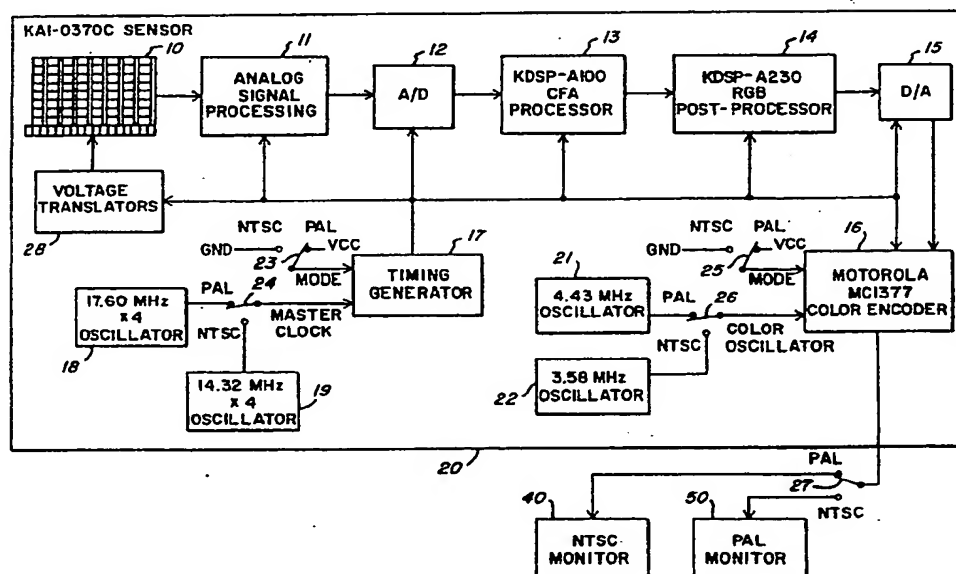 KAI-0370C SENSOR
10
11
ANALOG
SIGNAL
PROCESSING
12
A/D
13
KDSP-A100
CFA
PROCESSOR
14
KDSP-A230
RGB
POST-PROCESSOR
15
D/A
VOLTAGE
TRANSLATORS
28
NTSC PAL
GND VCC
23
MODE
17
TIMING
GENERATOR
PAL 24
MASTER
CLOCK
NTSC
17.60 MHz
x 4
OSCILLATOR
18
14.32 MHz
x 4
OSCILLATOR
19
NTSC PAL
GND VCC
25
MODE
16
MOTOROLA
MC1377
COLOR ENCODER
21
4.43 MHz
OSCILLATOR
PAL 26
COLOR
OSCILLATOR
NTSC
3.58 MHz
OSCILLATOR
22
20
PAL
27
NTSC
40
NTSC
MONITOR
50
PAL
MONITOR